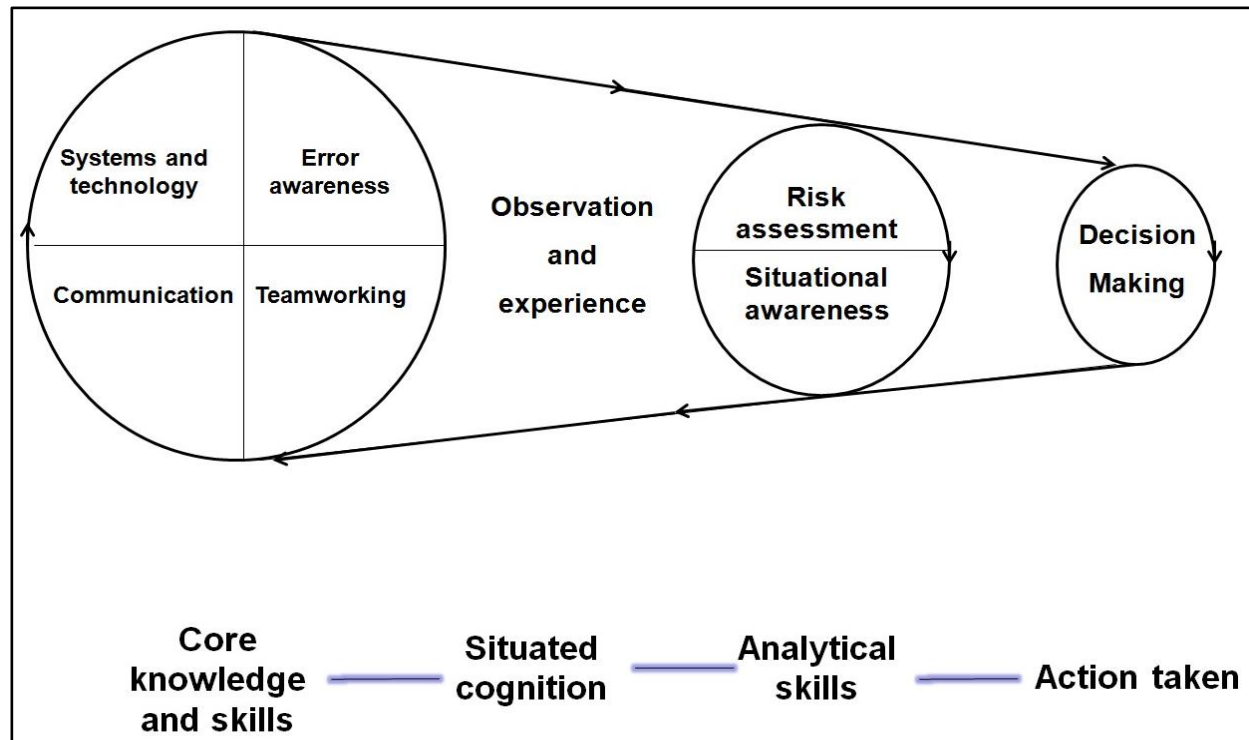 Systems and
technology
Error
awareness
Communication
Teamworking
Observation
and
experience
Risk
assessment
Situational
awareness
Decision
Making
Core
knowledge
and skills
Situated
cognition
Analytical
skills
Action taken